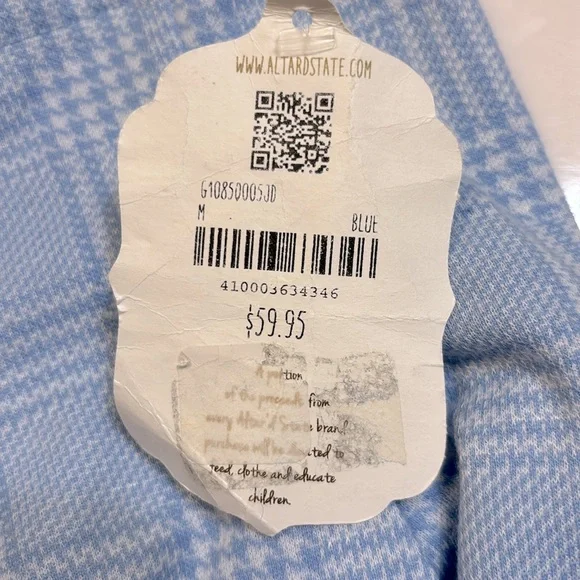 WWW.ALTARDSTATE.COM
G10850005JD
M BLUE
410003634346
$59.95
A portion
of the proceeds from
every Altar'd State brand
purchase will be donated to
feed, clothe and educate
children